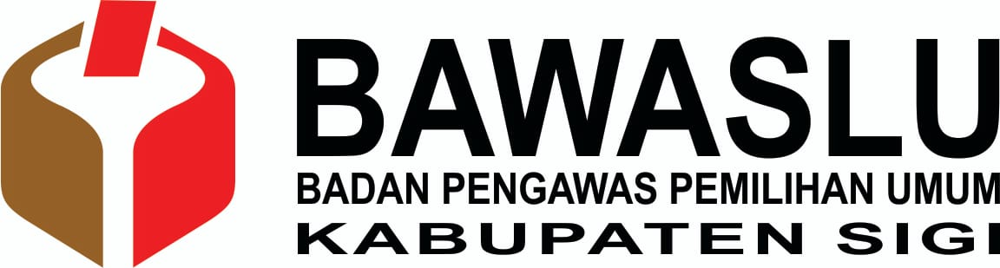 BAWASLU
BADAN PENGAWAS PEMILIHAN UMUM
KABUPATEN SIGI